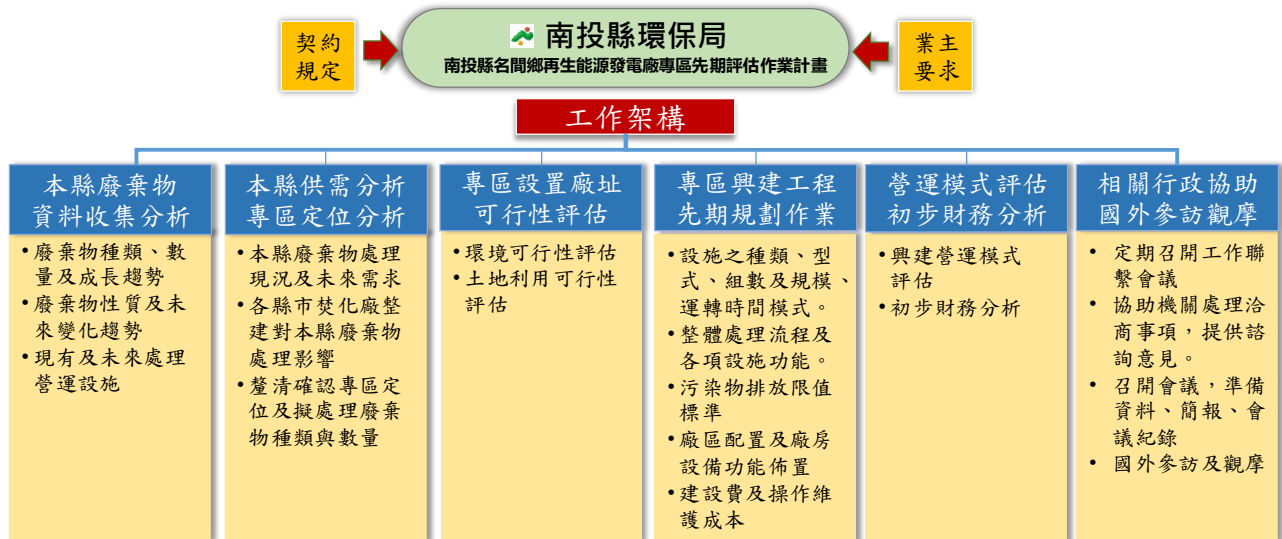 契約
規定
南投縣環保局
南投縣名間鄉再生能源發電廠專區先期評估作業計畫
業主
要求
工作架構
本縣廢棄物
資料收集分析
•廢棄物種類、數
量及成長趨勢
•廢棄物性質及未
來變化趨勢
•現有及未來處理
營運設施
本縣供需分析
專區定位分析
•本縣廢棄物處理
現況及未來需求
•各縣市焚化廠整
建對本縣廢棄物
處理影響
•釐清確認專區定
位及擬處理廢棄
物種類與數量
專區設置廠址
可行性評估
•環境可行性評估
•土地利用可行性
評估
專區興建工程
先期規劃作業
•設施之種類、型
式、組數及規模、
運轉時間模式。
•整體處理流程及
各項設施功能。
•污染物排放限值
標準
•廠區配置及廠房
設備功能佈置
•建設費及操作維
護成本
營運模式評估
初步財務分析
•興建營運模式
評估
•初步財務分析
相關行政協助
國外參訪觀摩
• 定期召開工作聯
繫會議
• 協助機關處理洽
商事項，提供諮
詢意見。
• 召開會議，準備
資料、簡報、會
議紀錄
• 國外參訪及觀摩